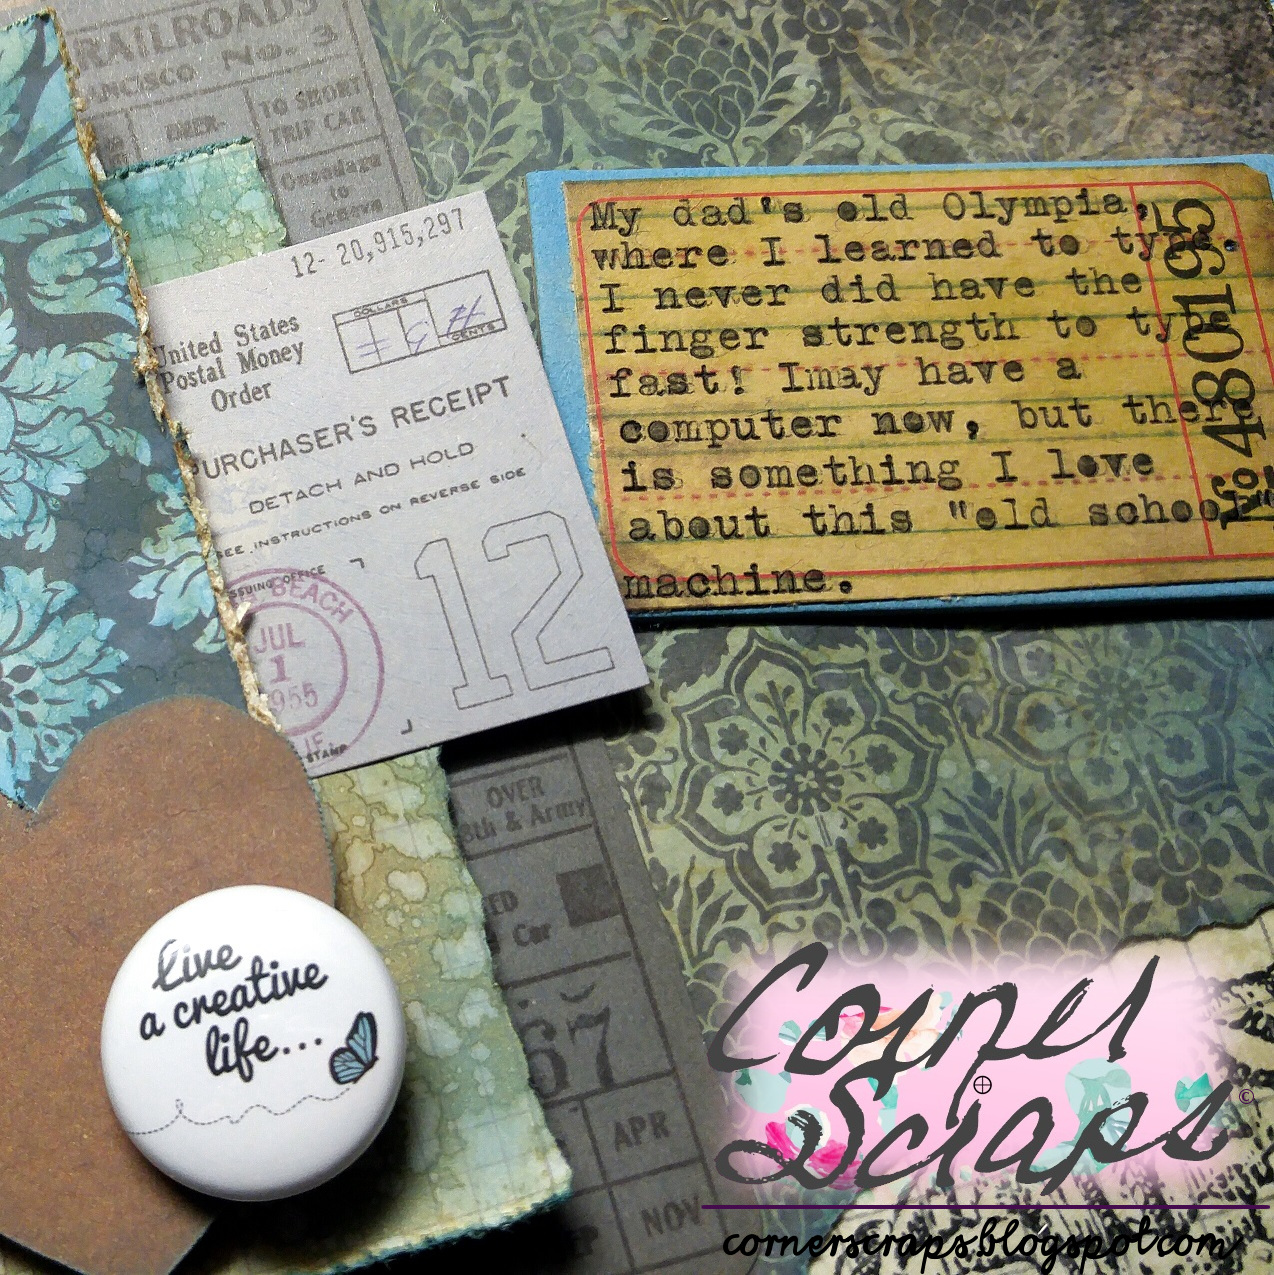 RAILROADS
No. 3
TO SHORT
TRIP CAR
Onondaga
to
Geneva
12- 20,915,297
United States
Postal Money
Order
DOLLARS
CENTS
PURCHASER'S RECEIPT
DETACH AND HOLD
SEE INSTRUCTIONS ON REVERSE SIDE
ISSUING OFFICE
BEACH
JUL
1
1955
STAMP
12
My dad's old Olympia,
where I learned to type.
I never did have the
finger strength to type
fast! Imay have a
computer now, but there
is something I love
about this "old school"
machine.
No 480195
OVER
8th & Army
Car
67
APR
NOV
Live
a creative
life...
Corner
Scraps ©
cornerscraps.blogspot.com